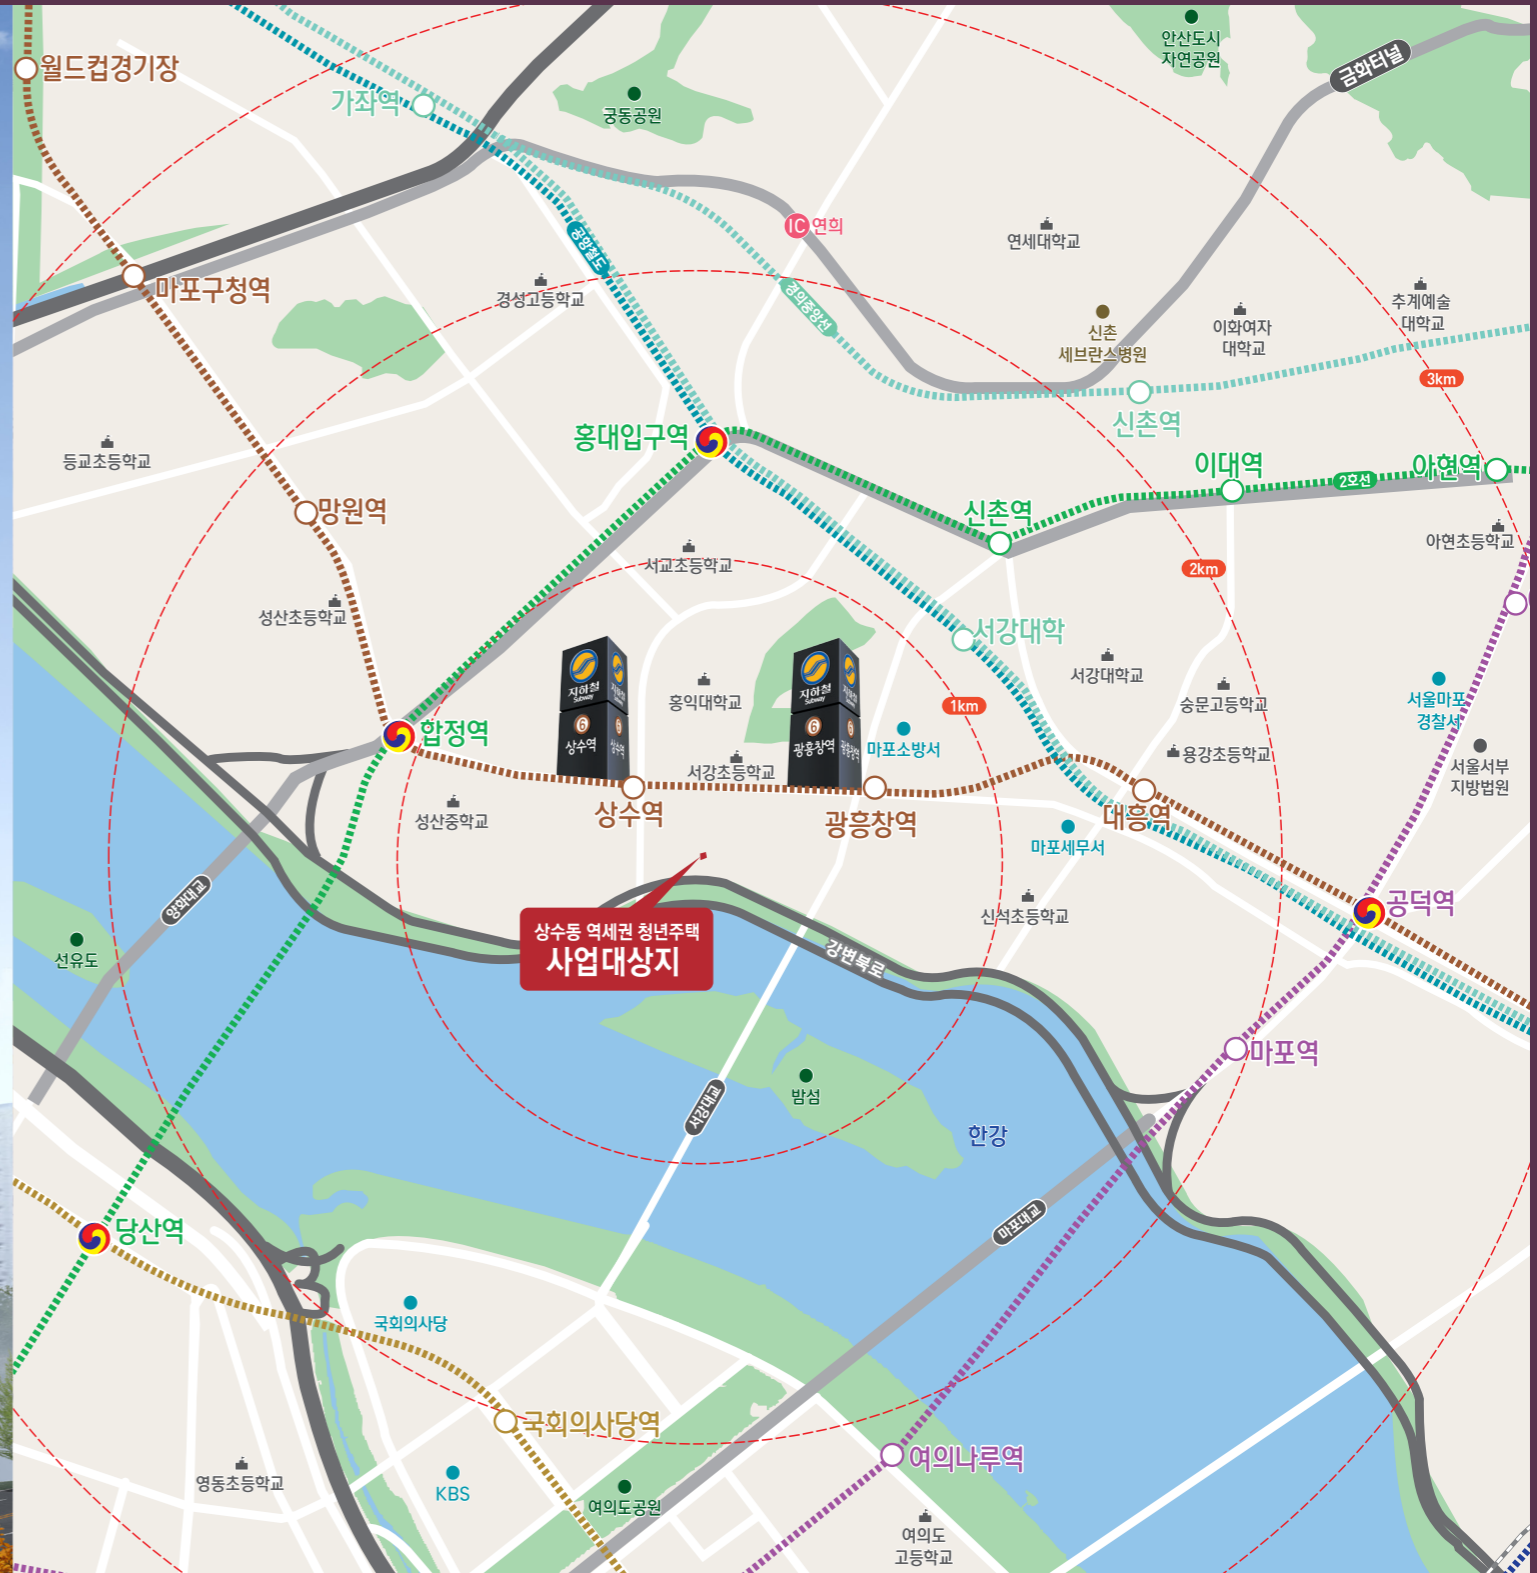 월드컵경기장
가좌역
궁동공원
안산도시
자연공원
금화터널
IC 연희
연세대학교
공항철도
마포구청역
경성고등학교
경의중앙선
신촌
세브란스병원
이화여자
대학교
추계예술
대학교
3km
신촌역
홍대입구역
등교초등학교
망원역
이대역
2호선
아현역
신촌역
아현초등학교
서교초등학교
2km
성산초등학교
서강대학
지하철
Subway
6
상수역
상수역
지하철
Subway
6
광흥창역
광흥창역
홍익대학교
서강대학교
숭문고등학교
서울마포
경찰서
1km
합정역
마포소방서
용강초등학교
서울서부
지방법원
서강초등학교
상수역
광흥창역
대흥역
성산중학교
마포세무서
양화대교
공덕역
신석초등학교
상수동 역세권 청년주택
사업대상지
강변북로
선유도
마포역
밤섬
서강대교
한강
마포대교
당산역
국회의사당
국회의사당역
여의나루역
영동초등학교
KBS
여의도공원
여의도
고등학교